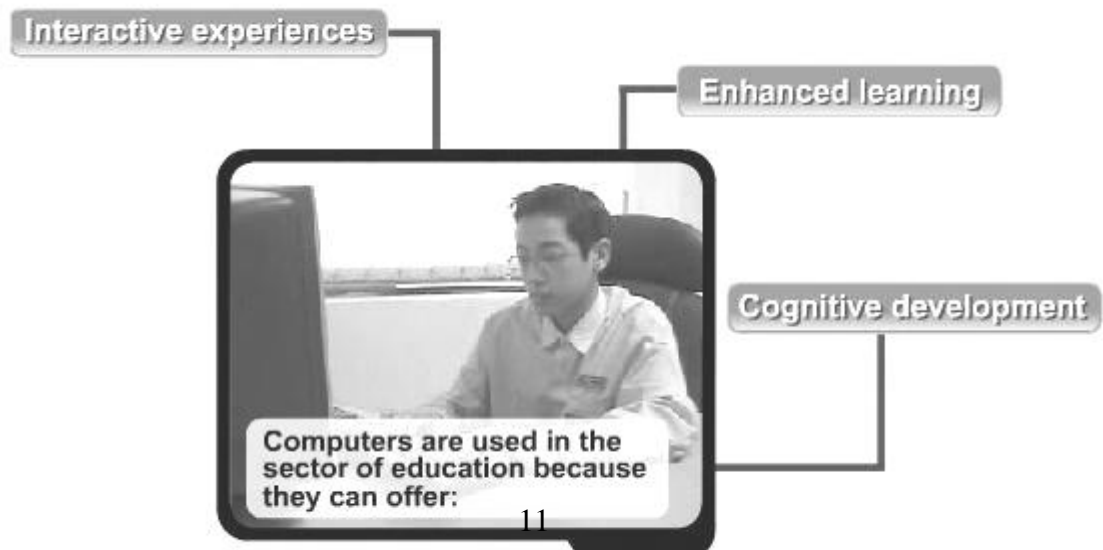 Interactive experiences
Enhanced learning
Cognitive development
Computers are used in the
sector of education because
they can offer:
11